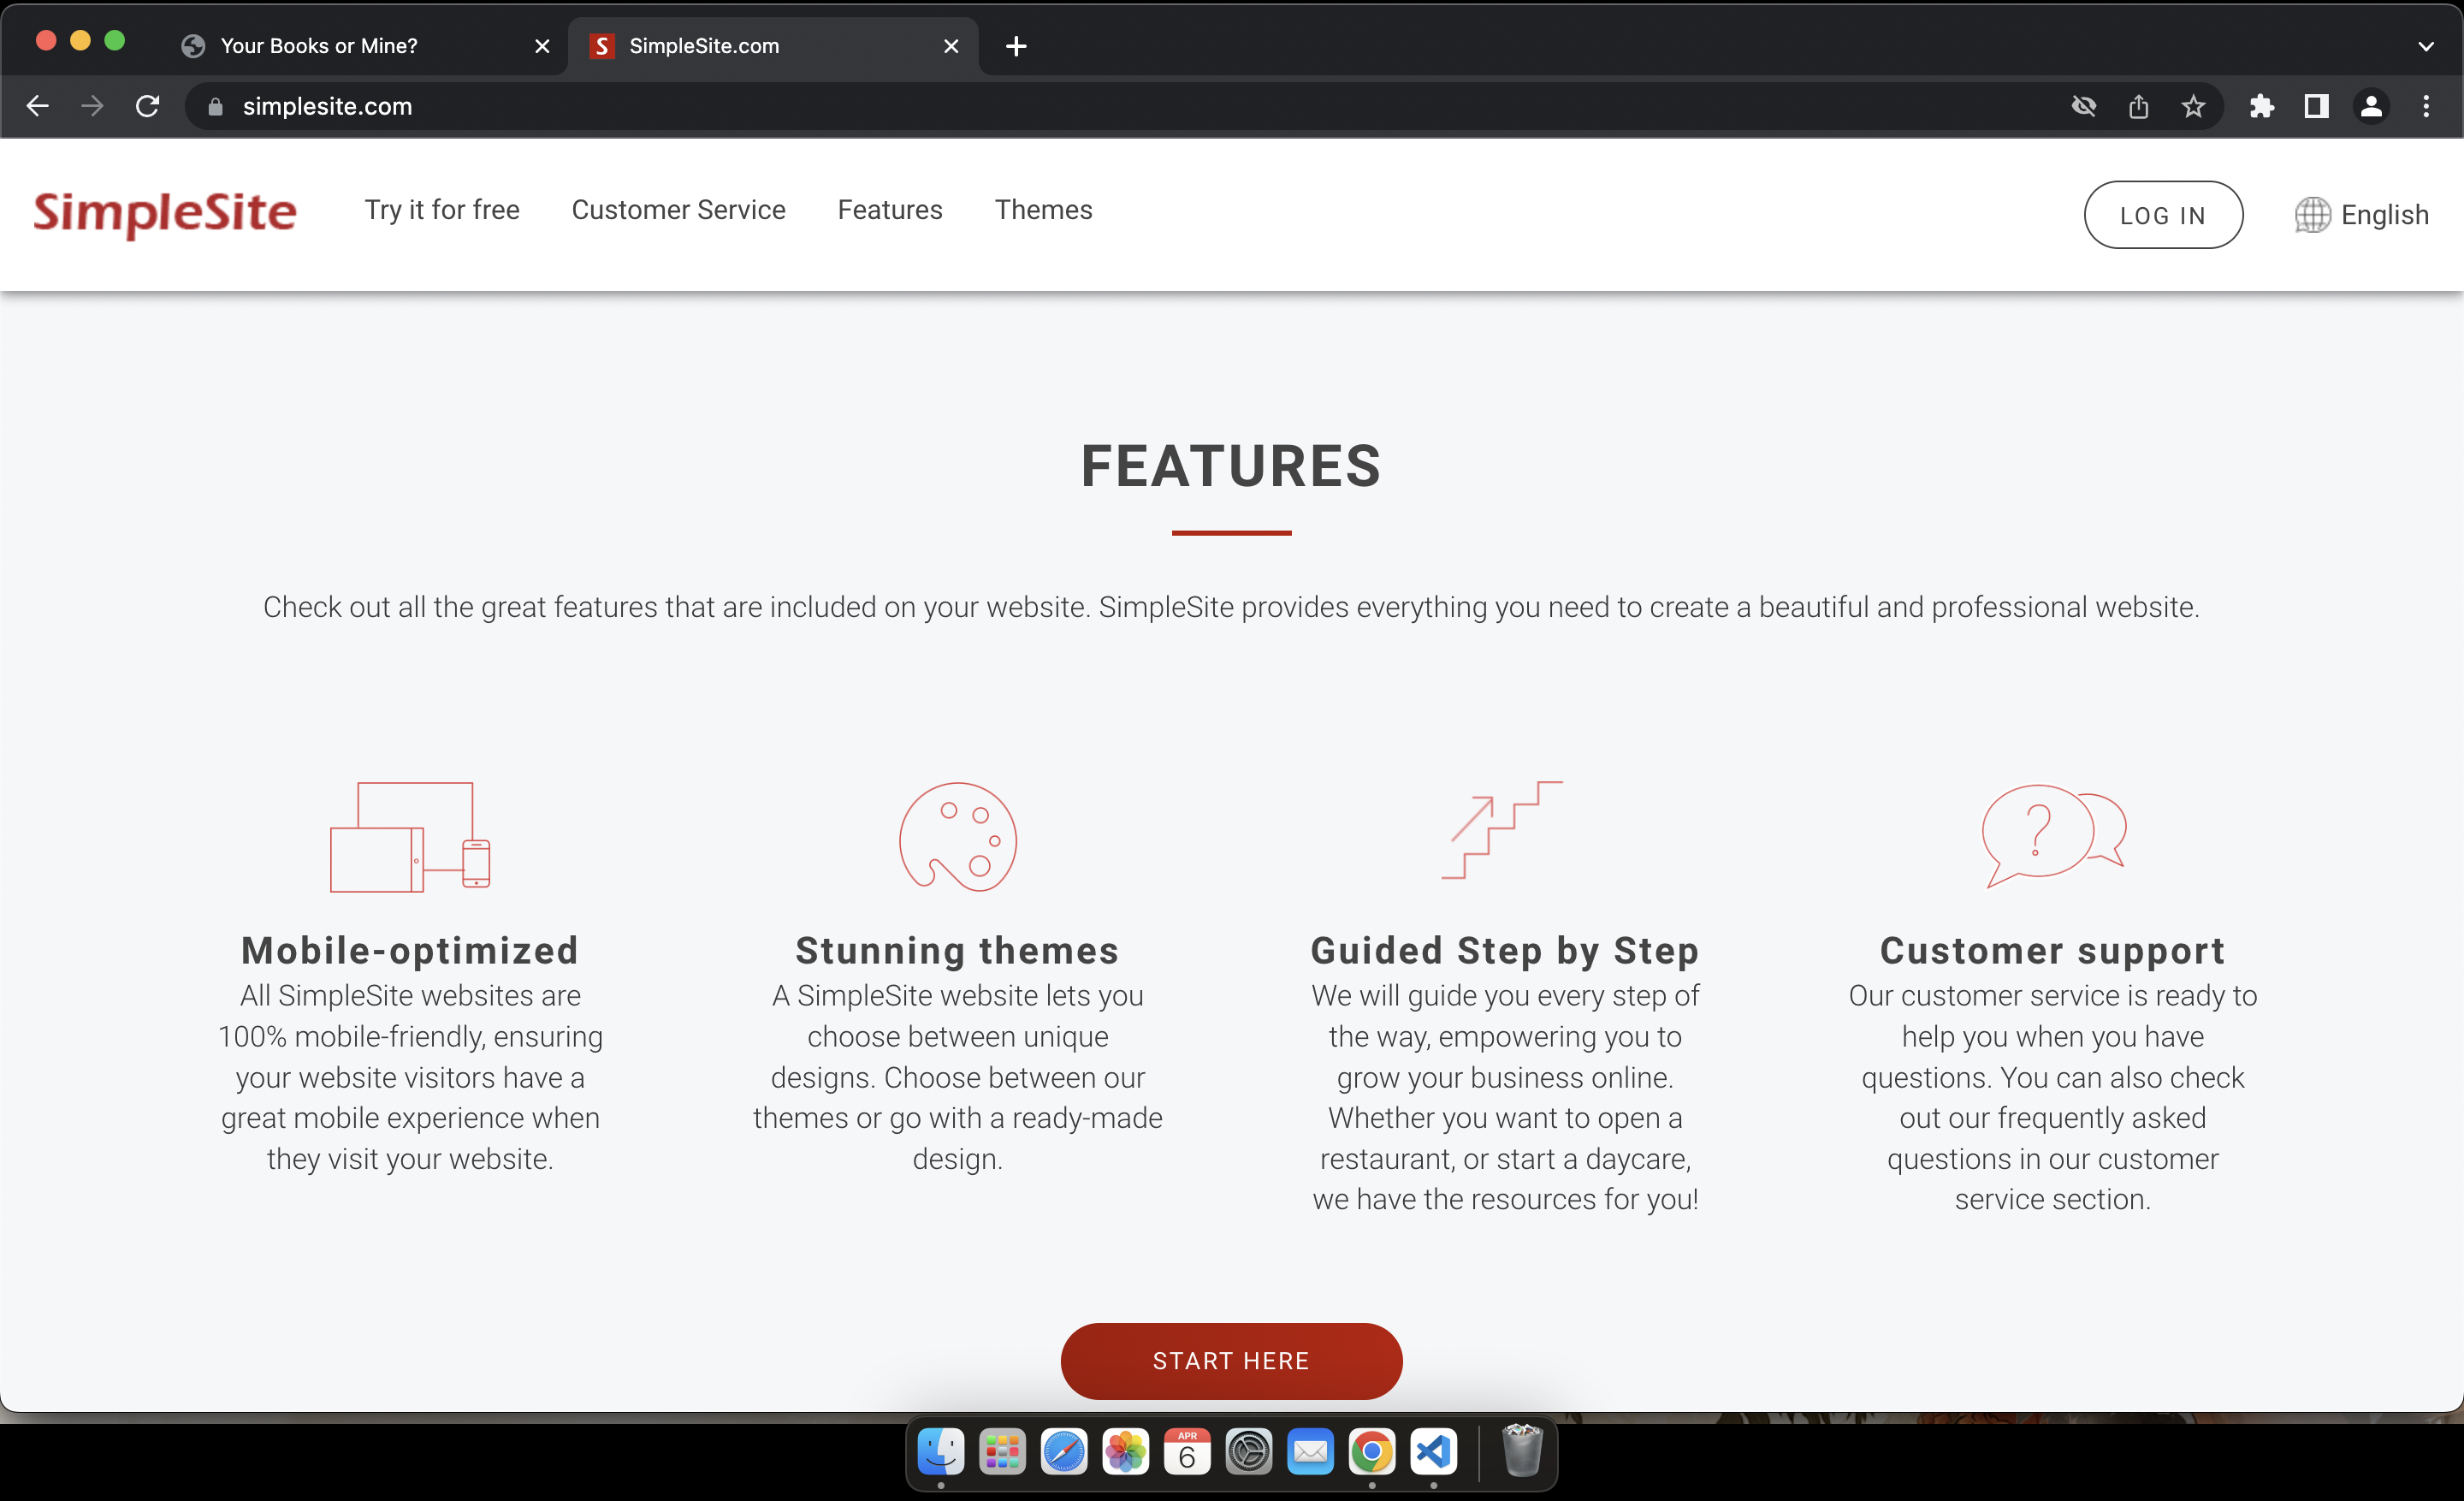 Your Books or Mine?
S SimpleSite.com
simplesite.com
SimpleSite
Try it for free
Customer Service
Features
Themes
LOG IN
English
FEATURES
Check out all the great features that are included on your website. SimpleSite provides everything you need to create a beautiful and professional website.
Mobile-optimized
All SimpleSite websites are
100% mobile-friendly, ensuring
your website visitors have a
great mobile experience when
they visit your website.
Stunning themes
A SimpleSite website lets you
choose between unique
designs. Choose between our
themes or go with a ready-made
design.
Guided Step by Step
We will guide you every step of
the way, empowering you to
grow your business online.
Whether you want to open a
restaurant, or start a daycare,
we have the resources for you!
?
Customer support
Our customer service is ready to
help you when you have
questions. You can also check
out our frequently asked
questions in our customer
service section.
START HERE
APR
6